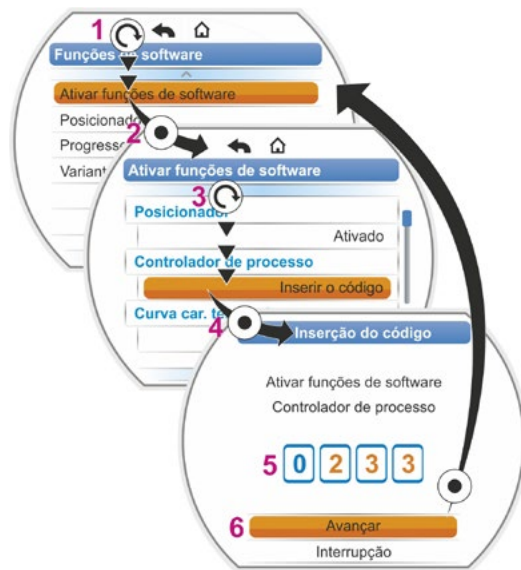 1
Funções de software
Ativar funções de software
Posicionado
Progresso
Variant
2
Ativar funções de software
3
Posicionador
Ativado
Controlador de processo
Inserir o código
Curva car. te
4
Inserção do código
Ativar funções de software
Controlador de processo
5 0 2 3 3
6 Avançar
Interrupção